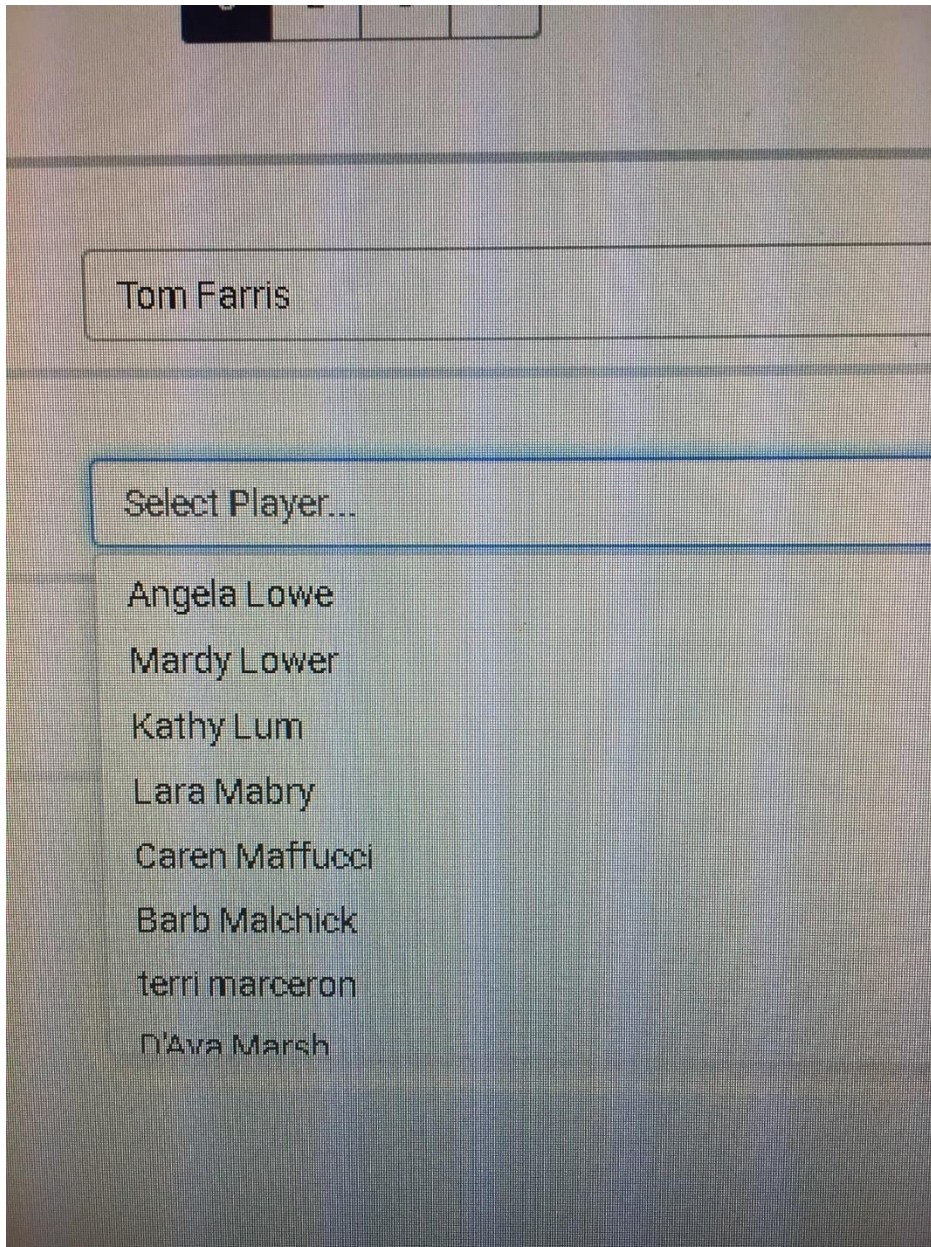 Tom Farris
Select Player...
Angela Lowe
Mardy Lower
Kathy Lum
Lara Mabry
Caren Maffucci
Barb Malchick
terri marceron
D'Ava Marsh